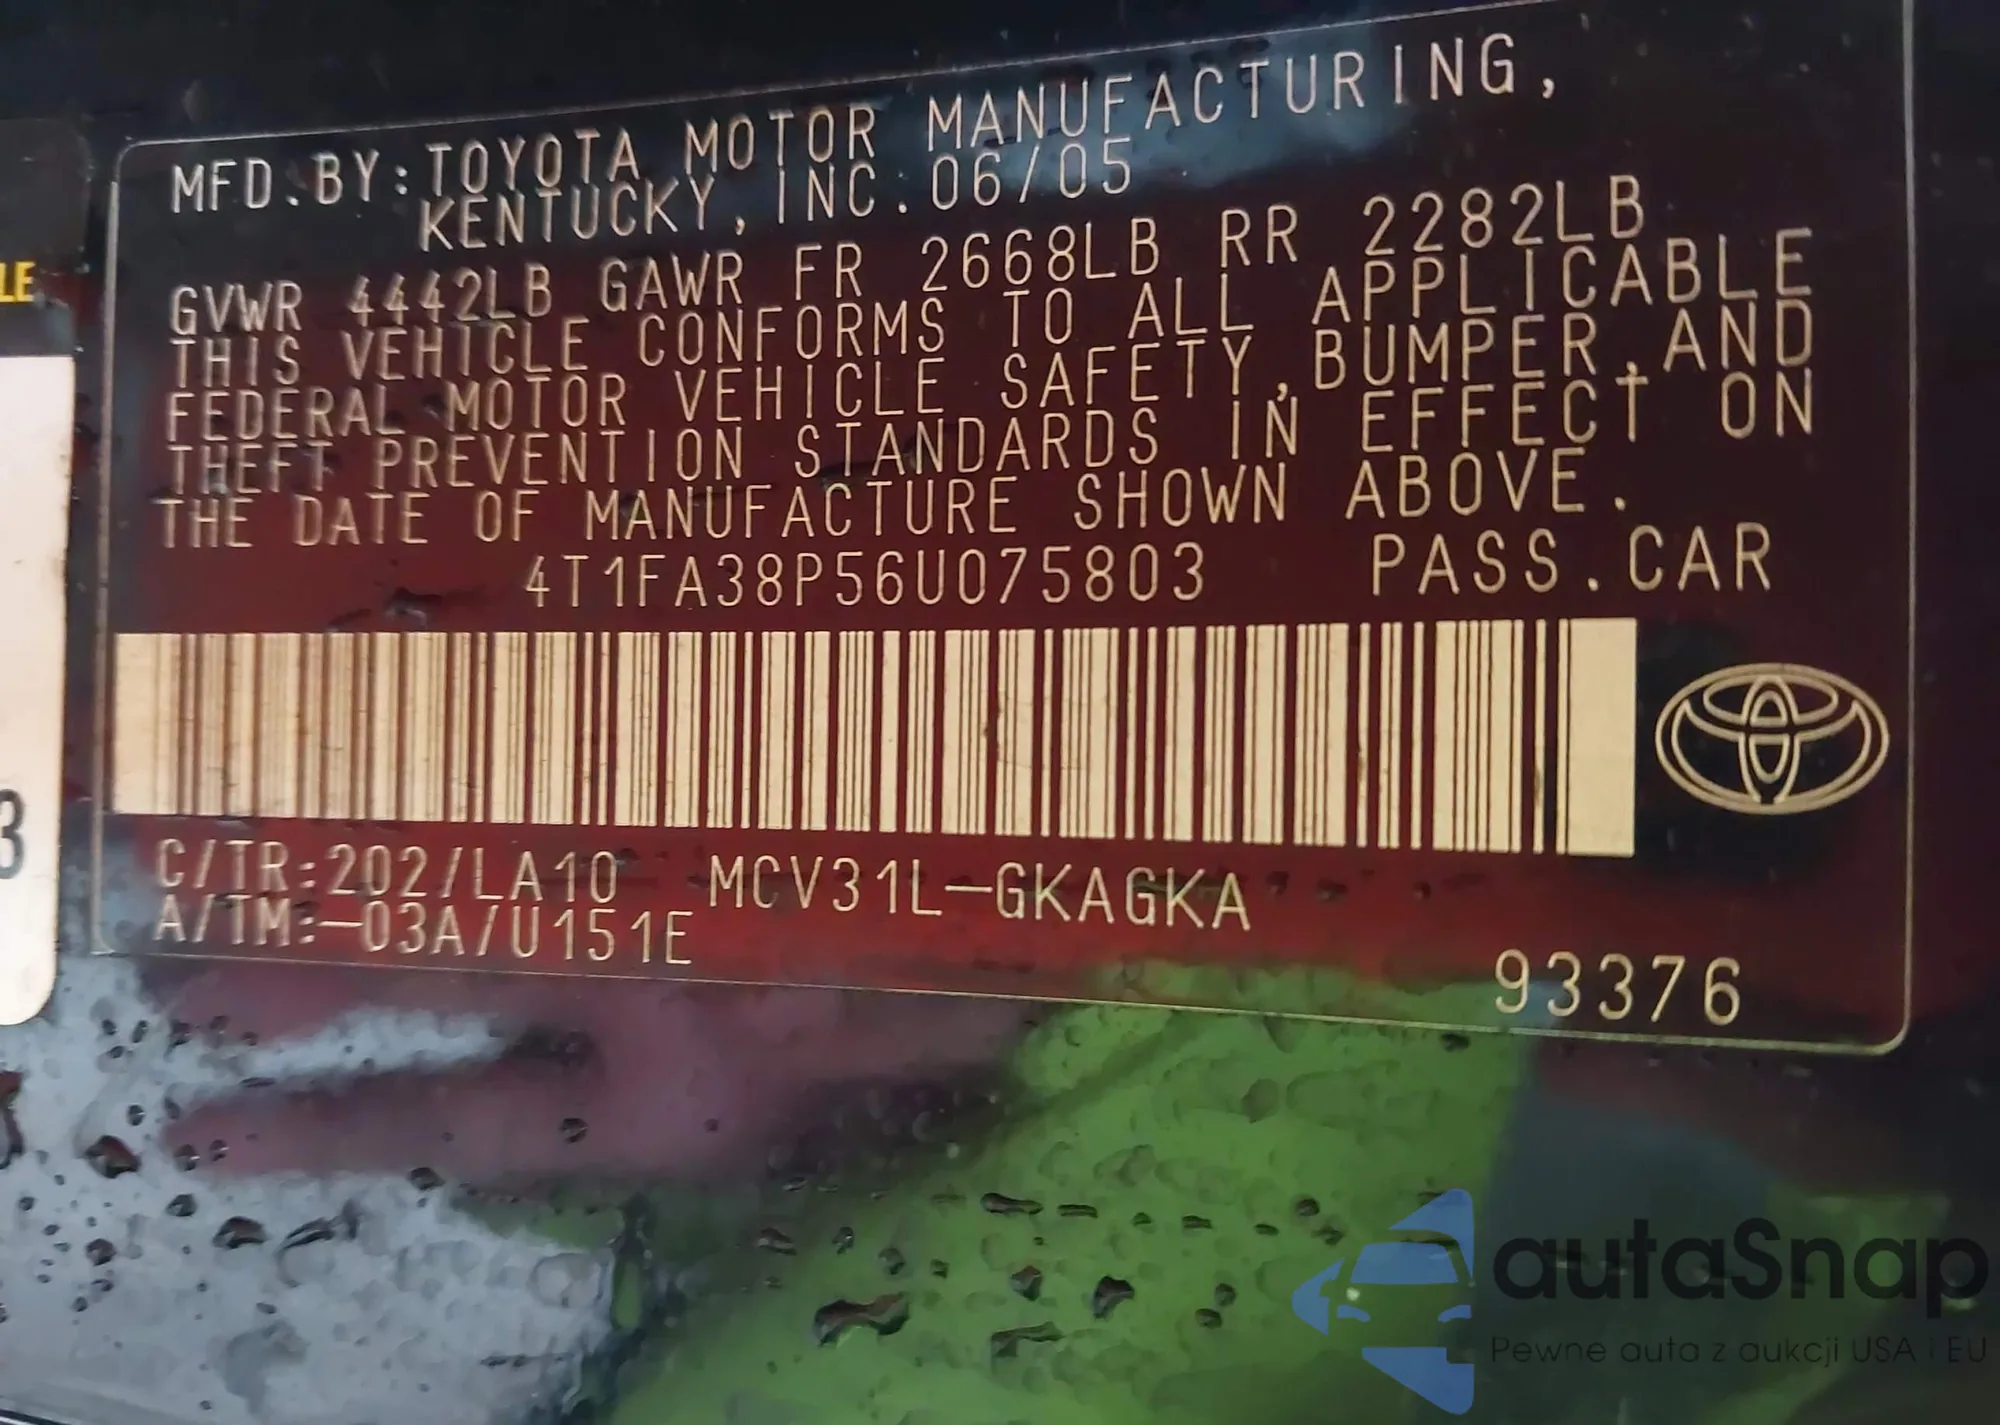 MFD.BY:TOYOTA MOTOR MANUFACTURING,
KENTUCKY, INC. 06/05
GVWR 4442LB GAWR FR 2668LB RR 2282LB
THIS VEHICLE CONFORMS TO ALL APPLICABLE
FEDERAL MOTOR VEHICLE SAFETY, BUMPER, AND
THEFT PREVENTION STANDARDS IN EFFECT ON
THE DATE OF MANUFACTURE SHOWN ABOVE.
4T1FA38P56U075803 PASS.CAR
C/TR:202/LA10 MCV31L-GKAGKA
A/TM:-03A/U151E
93376
LE
3
autaSnap
Pewne auta z aukcji USA i EU